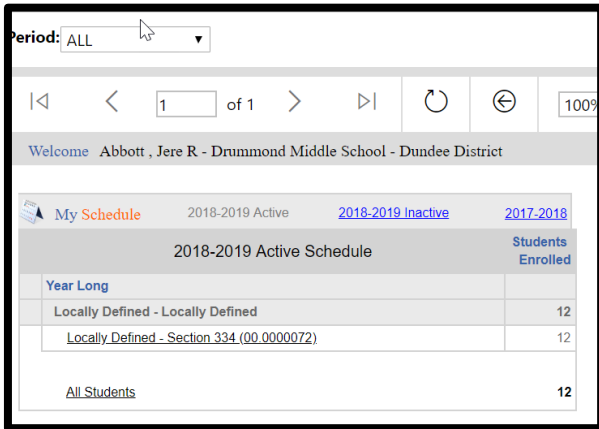 Period: ALL
1 of 1 100%
Welcome Abbott , Jere R - Drummond Middle School - Dundee District
My Schedule 2018-2019 Active 2018-2019 Inactive 2017-2018
2018-2019 Active Schedule Students Enrolled
Year Long
Locally Defined - Locally Defined 12
Locally Defined - Section 334 (00.0000072) 12
All Students 12